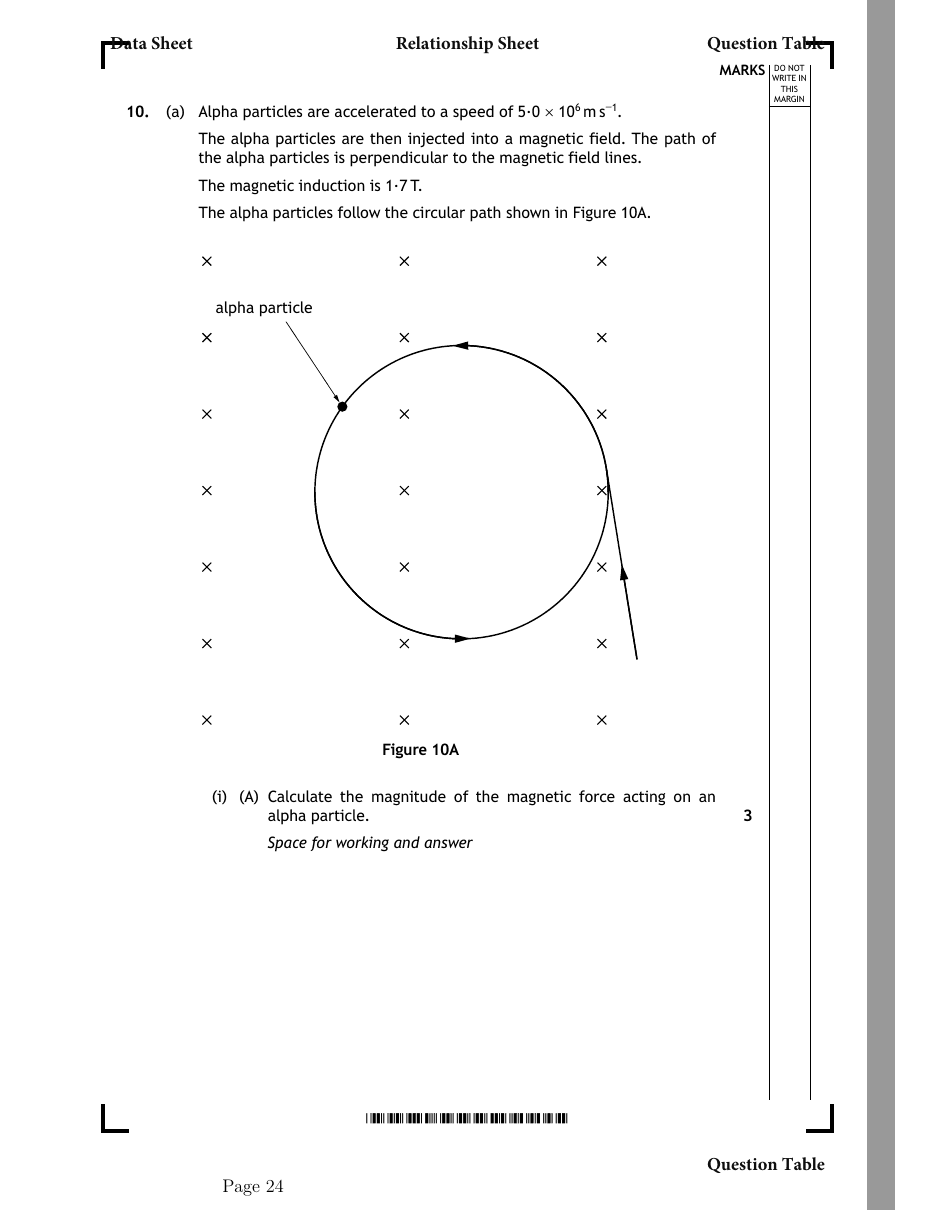 Data Sheet Relationship Sheet Question Table
MARKS
DO NOT
WRITE IN
THIS
MARGIN
10. (a) Alpha particles are accelerated to a speed of 5·0 × 10⁶ m s⁻¹.
The alpha particles are then injected into a magnetic field. The path of
the alpha particles is perpendicular to the magnetic field lines.
The magnetic induction is 1·7 T.
The alpha particles follow the circular path shown in Figure 10A.
× × ×
alpha particle
× × ×
× × ×
× × ×
× × ×
× × ×
× × ×
Figure 10A
(i) (A) Calculate the magnitude of the magnetic force acting on an
alpha particle. 3
Space for working and answer
Question Table
Page 24